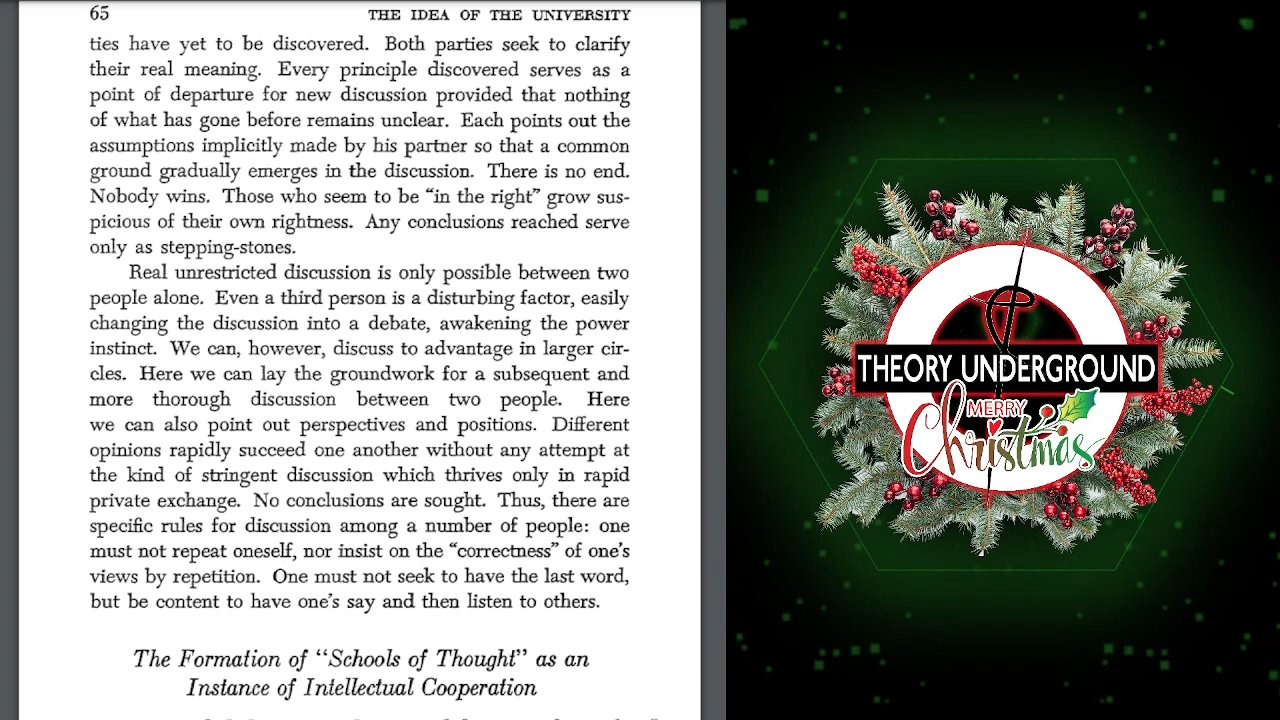 65 THE IDEA OF THE UNIVERSITY
ties have yet to be discovered. Both parties seek to clarify
their real meaning. Every principle discovered serves as a
point of departure for new discussion provided that nothing
of what has gone before remains unclear. Each points out the
assumptions implicitly made by his partner so that a common
ground gradually emerges in the discussion. There is no end.
Nobody wins. Those who seem to be “in the right” grow sus-
picious of their own rightness. Any conclusions reached serve
only as stepping-stones.
Real unrestricted discussion is only possible between two
people alone. Even a third person is a disturbing factor, easily
changing the discussion into a debate, awakening the power
instinct. We can, however, discuss to advantage in larger cir-
cles. Here we can lay the groundwork for a subsequent and
more thorough discussion between two people. Here
we can also point out perspectives and positions. Different
opinions rapidly succeed one another without any attempt at
the kind of stringent discussion which thrives only in rapid
private exchange. No conclusions are sought. Thus, there are
specific rules for discussion among a number of people: one
must not repeat oneself, nor insist on the “correctness” of one’s
views by repetition. One must not seek to have the last word,
but be content to have one’s say and then listen to others.
The Formation of “Schools of Thought” as an
Instance of Intellectual Cooperation
THEORY UNDERGROUND
MERRY
Christmas